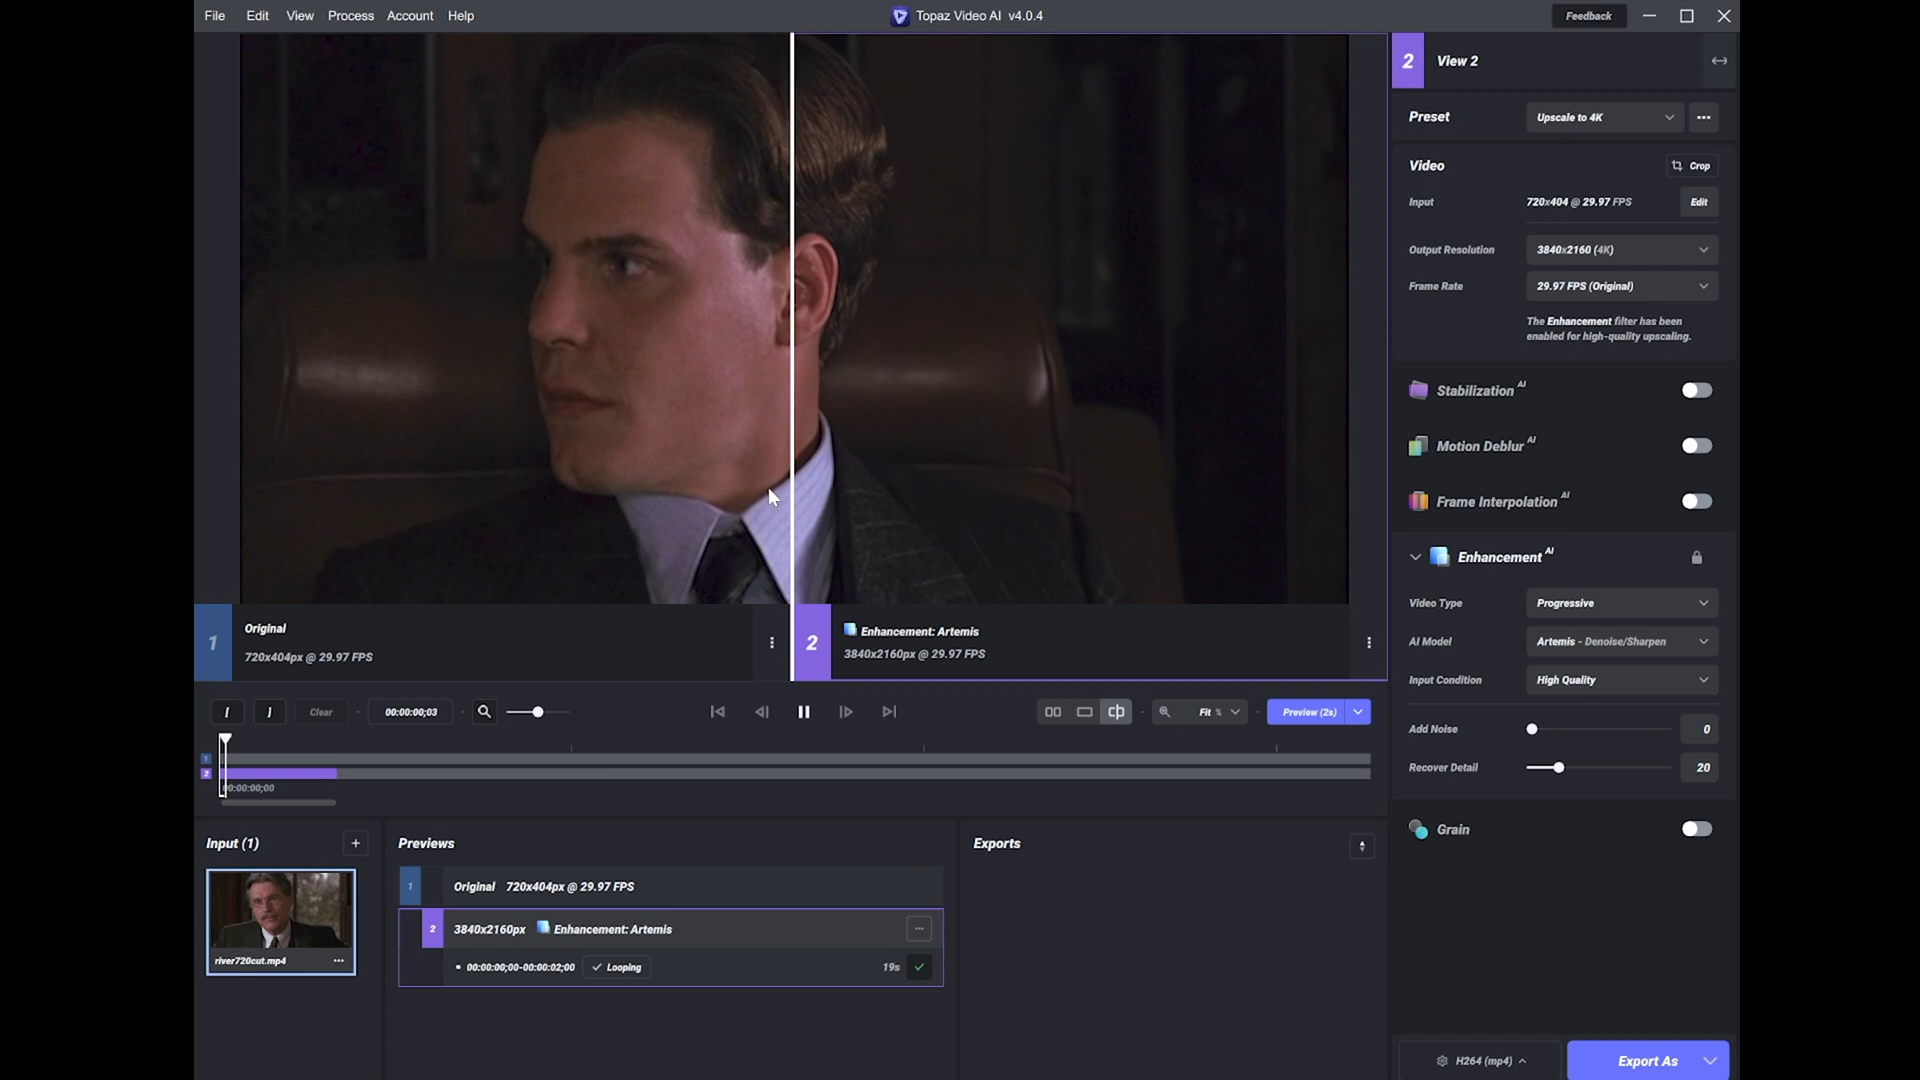 File Edit View Process Account Help
Topaz Video AI v4.0.4
Feedback
2 View 2
Preset Upscale to 4K
Video Crop
Input 720x404 @ 29.97 FPS Edit
Output Resolution 3840x2160 (4K)
Frame Rate 29.97 FPS (Original)
The Enhancement filter has been
enabled for high-quality upscaling.
Stabilization AI
Motion Deblur AI
Frame Interpolation AI
Enhancement AI
Video Type Progressive
AI Model Artemis - Denoise/Sharpen
Input Condition High Quality
Add Noise 0
Recover Detail 20
Grain
1 Original
720x404px @ 29.97 FPS
2 Enhancement: Artemis
3840x2160px @ 29.97 FPS
[ ] Clear 00:00:00;03
Fit % Preview (2s)
1
2
00:00:00;00
Input (1) +
river720cut.mp4
Previews
1 Original 720x404px @ 29.97 FPS
2 3840x2160px Enhancement: Artemis
00:00:00;00-00:00:02;00 Looping 19s
Exports
H264 (mp4) Export As